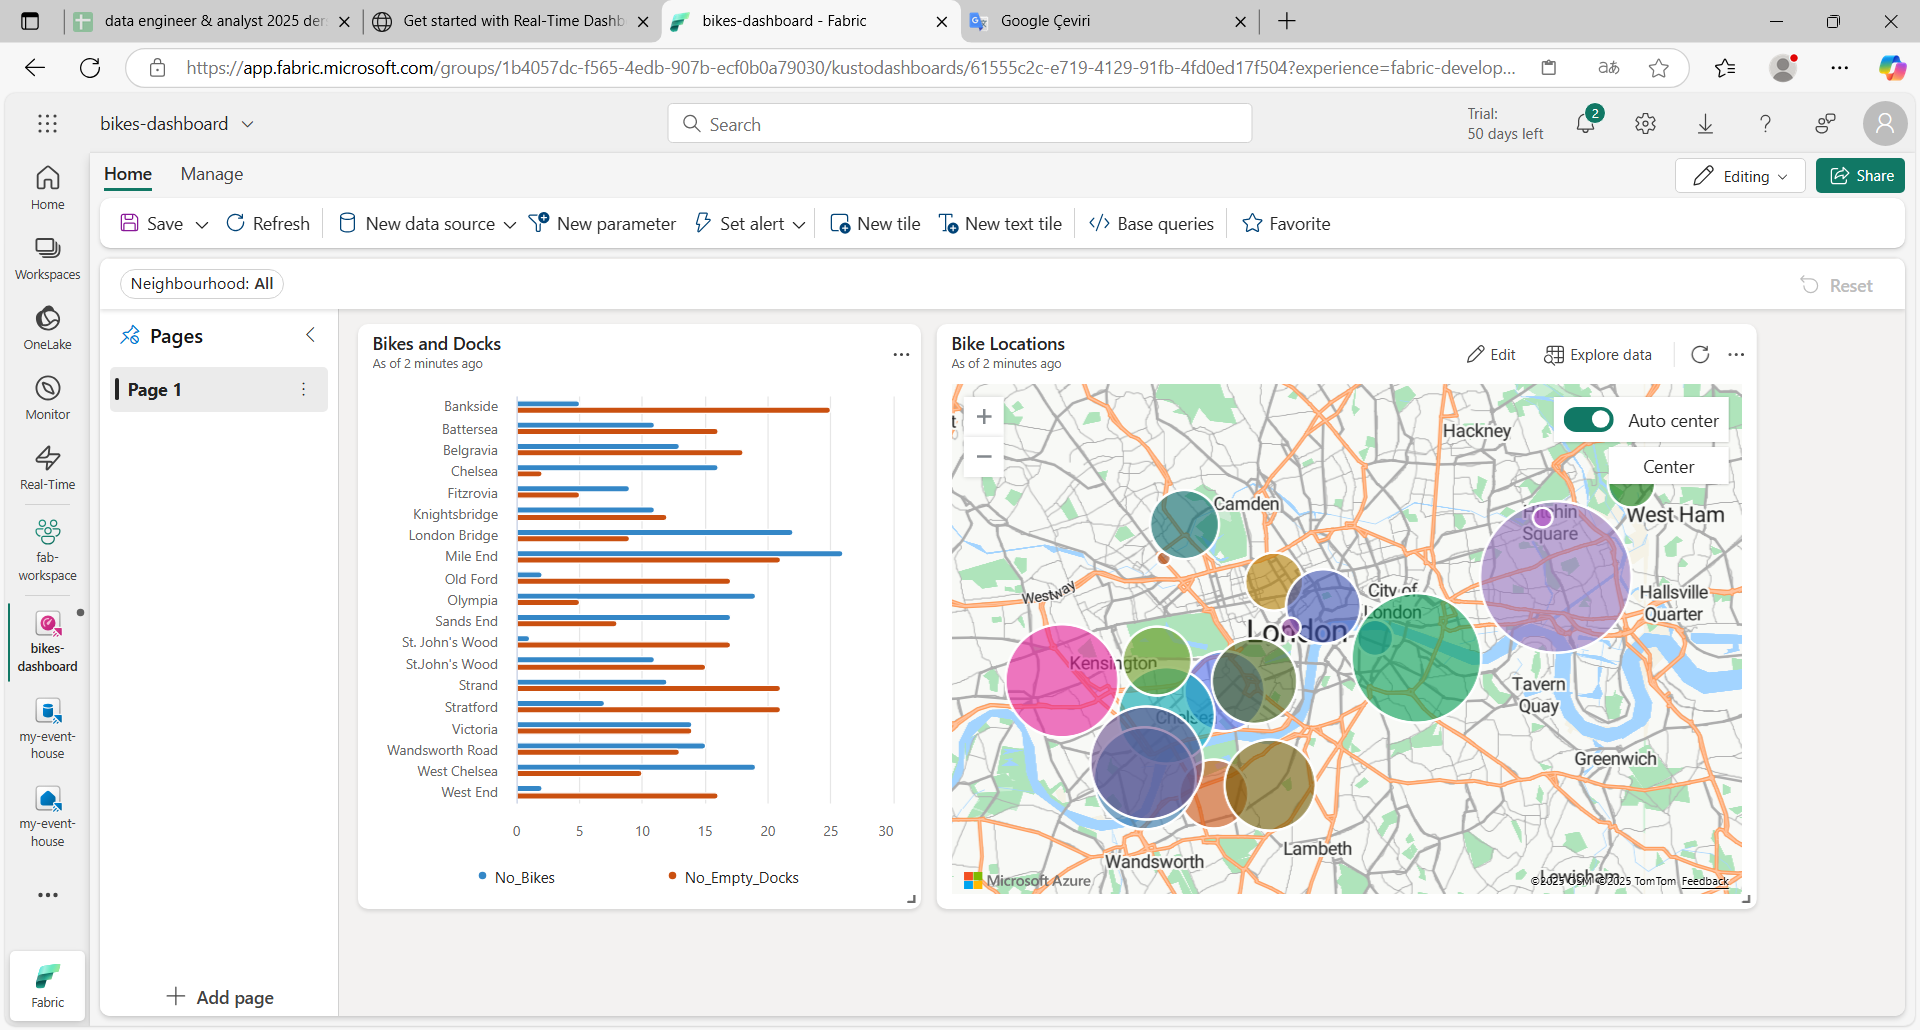 data engineer & analyst 2025 der
Get started with Real-Time Dashb
bikes-dashboard - Fabric
Google Çeviri
https://app.fabric.microsoft.com/groups/1b4057dc-f565-4edb-907b-ecf0b0a79030/kustodashboards/61555c2c-e719-4129-91fb-4fd0ed17f504?experience=fabric-develop...
bikes-dashboard
Search
Trial:
50 days left
2
Home
Workspaces
OneLake
Monitor
Real-Time
fab-
workspace
bikes-
dashboard
my-event-
house
my-event-
house
Fabric
Home
Manage
Editing
Share
Save
Refresh
New data source
New parameter
Set alert
New tile
New text tile
Base queries
Favorite
Neighbourhood: All
Reset
Pages
Page 1
Add page
Bikes and Docks
As of 2 minutes ago
Bankside
Battersea
Belgravia
Chelsea
Fitzrovia
Knightsbridge
London Bridge
Mile End
Old Ford
Olympia
Sands End
St. John's Wood
StJohn's Wood
Strand
Stratford
Victoria
Wandsworth Road
West Chelsea
West End
0 5 10 15 20 25 30
No_Bikes
No_Empty_Docks
Bike Locations
As of 2 minutes ago
Edit
Explore data
Auto center
Center
Hackney
Camden
West Ham
Square
Westway
City of
London
Hallsville
Quarter
London
Kensington
Chelsea
Tavern
Quay
Greenwich
Lambeth
Wandsworth
Lewisham
Microsoft Azure
©2025 OSM ©2025 TomTom Feedback